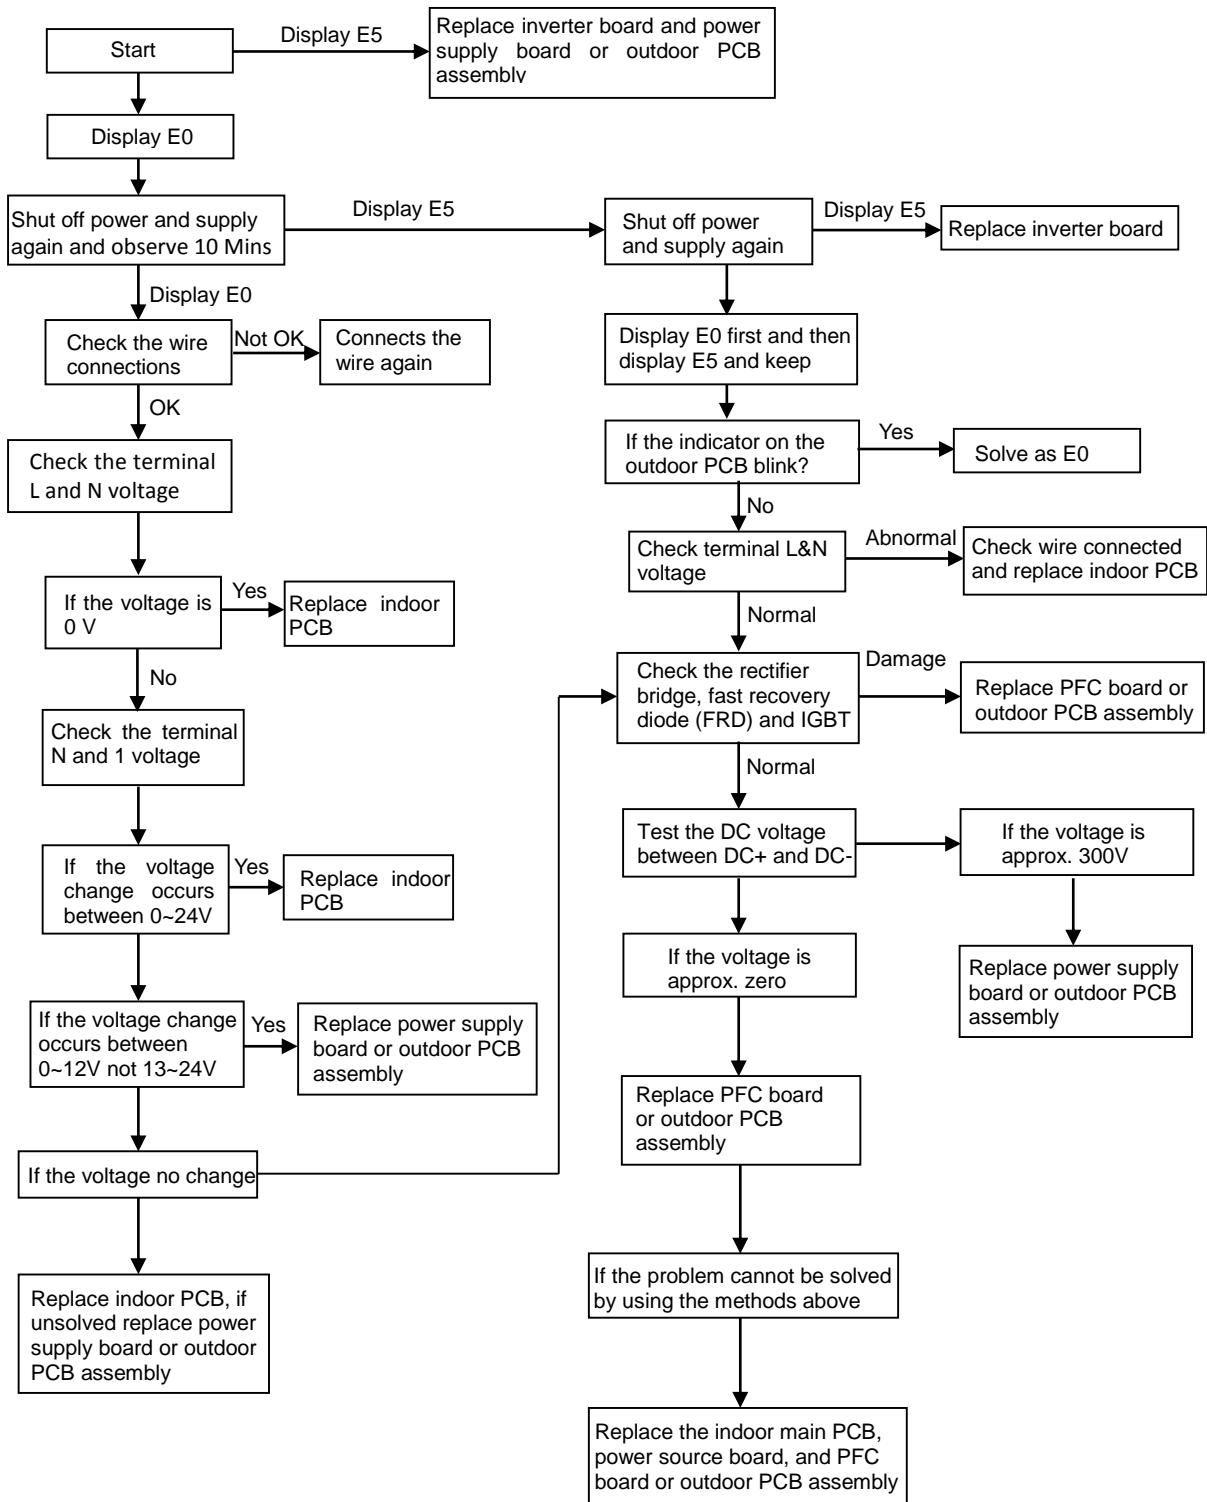 Start
Display E5
Replace inverter board and power
supply board or outdoor PCB
assembly
Display E0
Shut off power and supply
again and observe 10 Mins
Display E5
Shut off power
and supply again
Display E5
Replace inverter board
Display E0
Check the wire
connections
Not OK
Connects the
wire again
Display E0 first and then
display E5 and keep
OK
If the indicator on the
outdoor PCB blink?
Yes
Solve as E0
Check the terminal
L and N voltage
No
Check terminal L&N
voltage
Abnormal
Check wire connected
and replace indoor PCB
If the voltage is
0 V
Yes
Replace indoor
PCB
Normal
No
Check the rectifier
bridge, fast recovery
diode (FRD) and IGBT
Damage
Replace PFC board or
outdoor PCB assembly
Check the terminal
N and 1 voltage
Normal
Test the DC voltage
between DC+ and DC-
If the voltage is
approx. 300V
If the voltage
change occurs
between 0~24V
Yes
Replace indoor
PCB
If the voltage is
approx. zero
Replace power supply
board or outdoor PCB
assembly
If the voltage change
occurs between
0~12V not 13~24V
Yes
Replace power supply
board or outdoor PCB
assembly
Replace PFC board
or outdoor PCB
assembly
If the voltage no change
If the problem cannot be solved
by using the methods above
Replace indoor PCB, if
unsolved replace power
supply board or outdoor
PCB assembly
Replace the indoor main PCB,
power source board, and PFC
board or outdoor PCB assembly